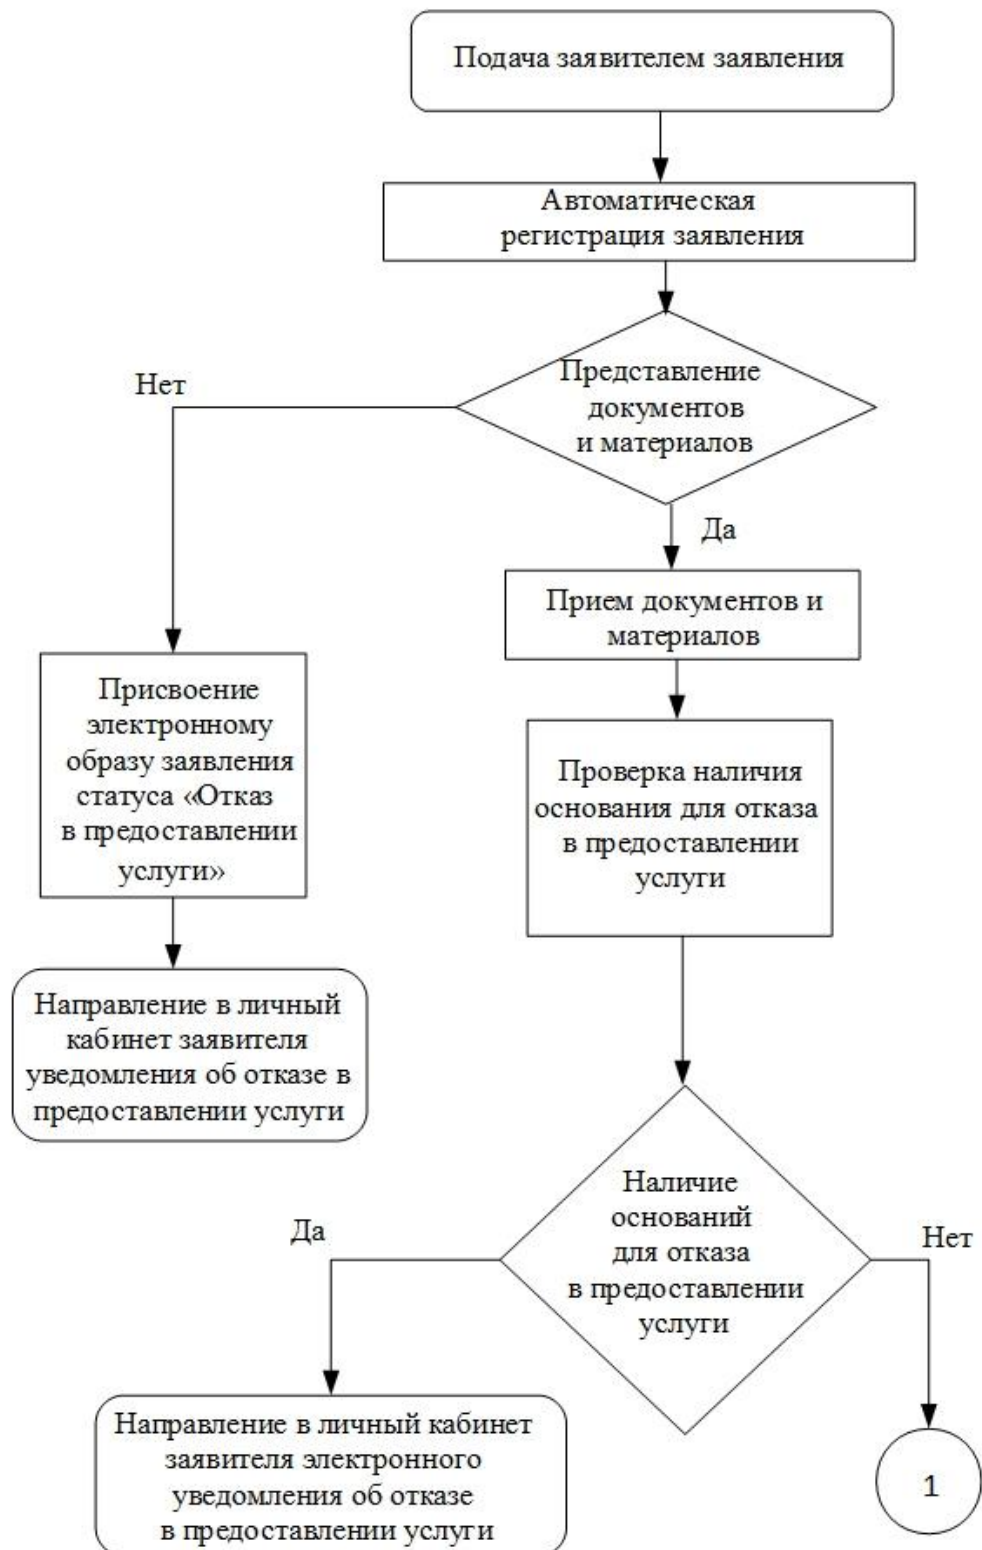 Подача заявителем заявления
Автоматическая
регистрация заявления
Представление
документов
и материалов
Нет
Да
Прием документов и
материалов
Присвоение
электронному
образу заявления
статуса «Отказ
в предоставлении
услуги»
Проверка наличия
основания для отказа
в предоставлении
услуги
Направление в личный
кабинет заявителя
уведомления об отказе в
предоставлении услуги
Наличие
оснований
для отказа
в предоставлении
услуги
Да
Нет
Направление в личный кабинет
заявителя электронного
уведомления об отказе
в предоставлении услуги
1